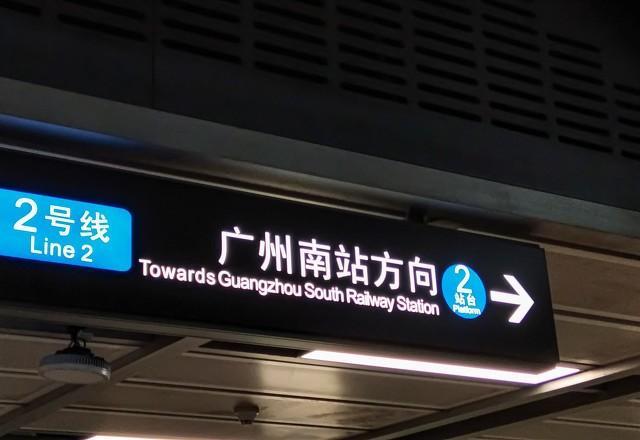 2号线
Line 2
广州南站方向
Towards Guangzhou South Railway Station
2
站台
Platform